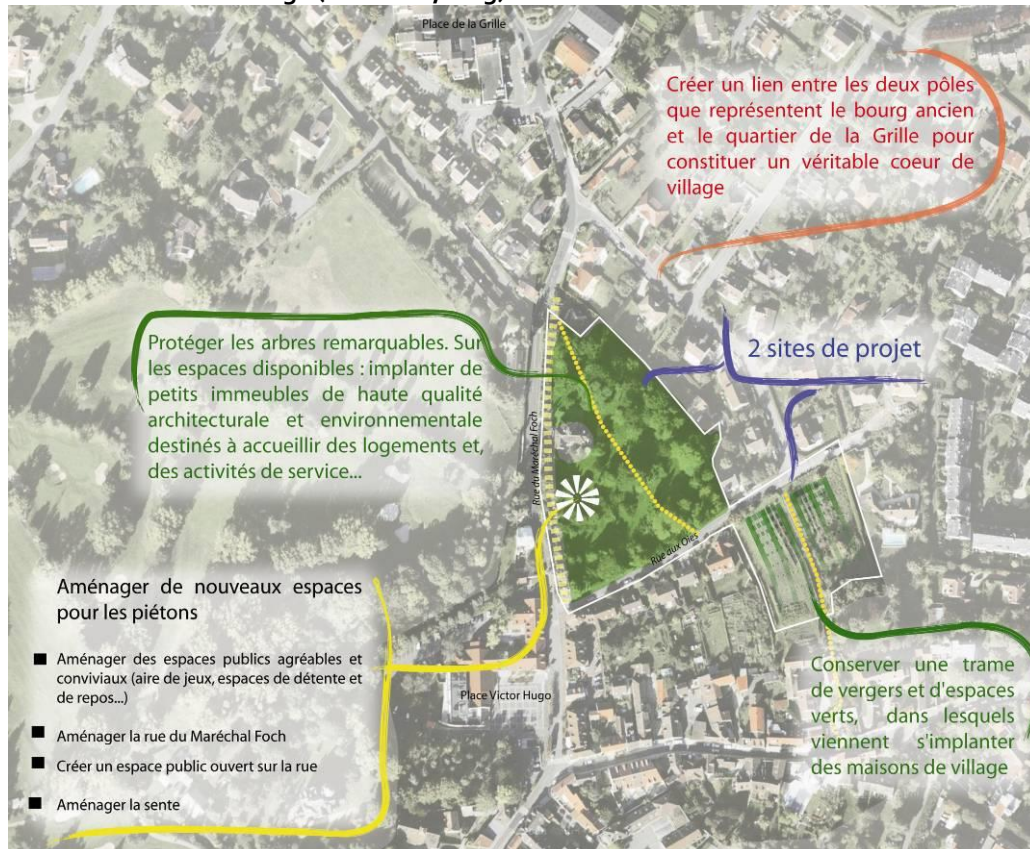 Place de la Grille
Créer un lien entre les deux pôles
que représentent le bourg ancien
et le quartier de la Grille pour
constituer un véritable coeur de
village
Protéger les arbres remarquables. Sur
les espaces disponibles : implanter de
petits immeubles de haute qualité
architecturale et environnementale
destinés à accueillir des logements et,
des activités de service...
2 sites de projet
Rue du Maréchal Foch
Rue aux Oies
Aménager de nouveaux espaces
pour les piétons
Aménager des espaces publics agréables et
conviviaux (aire de jeux, espaces de détente et
de repos...)
Aménager la rue du Maréchal Foch
Créer un espace public ouvert sur la rue
Aménager la sente
Place Victor Hugo
Conserver une trame
de vergers et d'espaces
verts, dans lesquels
viennent s'implanter
des maisons de village